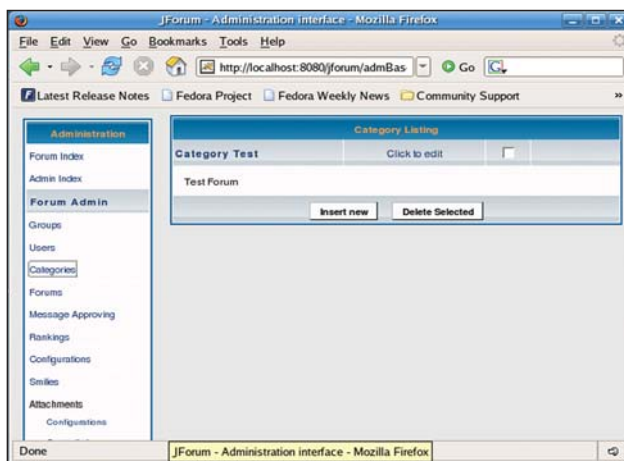 JForum - Administration interface - Mozilla Firefox
File Edit View Go Bookmarks Tools Help
http://localhost:8080/jforum/admBas Go
Latest Release Notes Fedora Project Fedora Weekly News Community Support »
Administration
Forum Index
Admin Index
Forum Admin
Groups
Users
Categories
Forums
Message Approving
Rankings
Configurations
Smilies
Attachments
Configurations
Category Listing
Category Test Click to edit
Test Forum
Insert new Delete Selected
Done
JForum - Administration interface - Mozilla Firefox